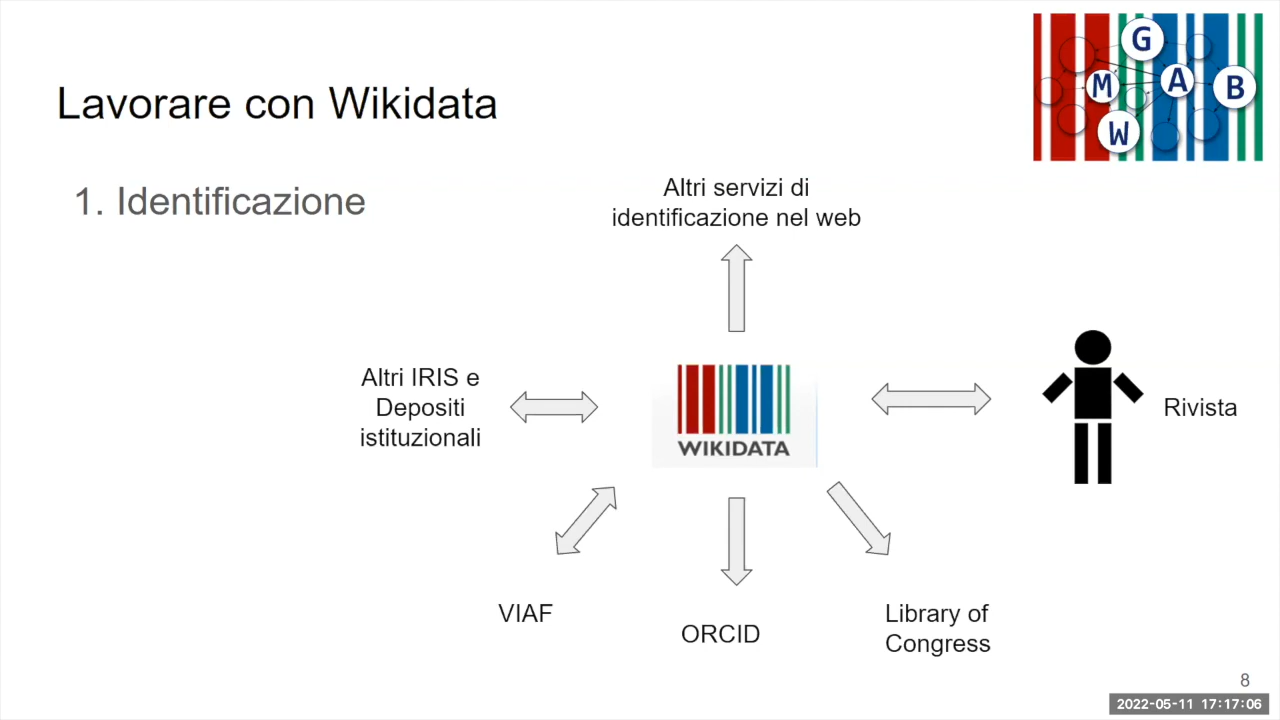 G
M
A
B
W
Lavorare con Wikidata
1. Identificazione
Altri servizi di
identificazione nel web
Altri IRIS e
Depositi
istituzionali
WIKIDATA
Rivista
VIAF
ORCID
Library of
Congress
8
2022-05-11 17:17:06